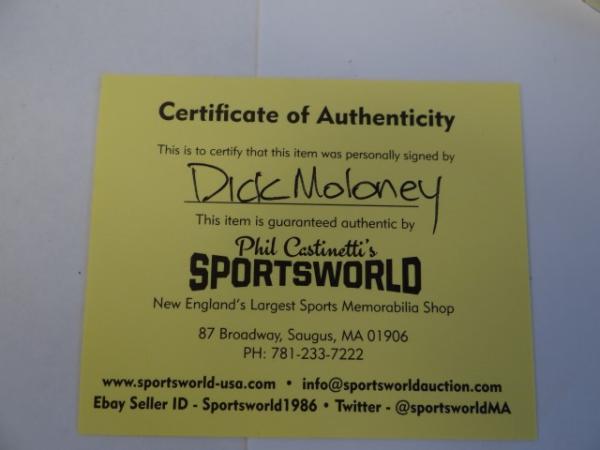 Certificate of Authenticity
This is to certify that this item was personally signed by
Dick Moloney
This item is guaranteed authentic by
Phil Castinetti's
SPORTSWORLD
New England's Largest Sports Memorabilia Shop
87 Broadway, Saugus, MA 01906
PH: 781-233-7222
www.sportsworld-usa.com • info@sportsworldauction.com
Ebay Seller ID - Sportsworld1986 • Twitter - @sportsworldMA